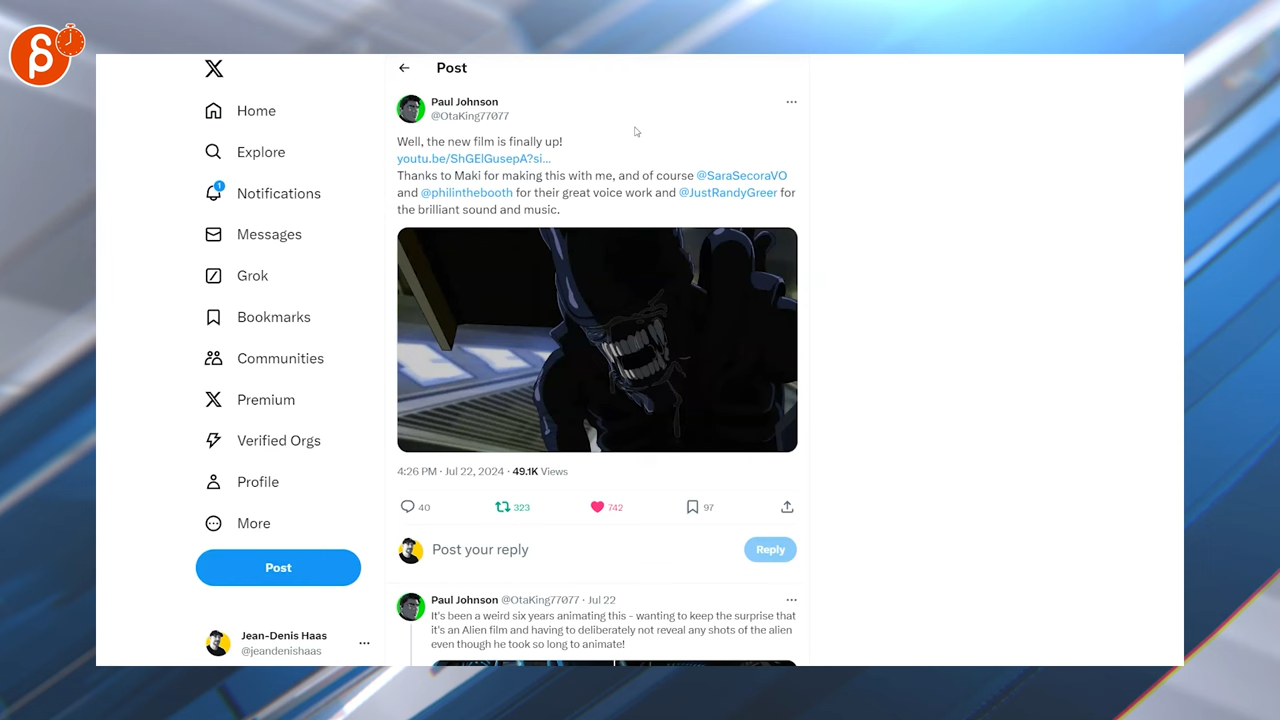 Post
Paul Johnson
@OtaKing77077
Well, the new film is finally up!
youtu.be/ShGElGusepA?si...
Thanks to Maki for making this with me, and of course @SaraSecoraVO
and @philinthebooth for their great voice work and @JustRandyGreer for
the brilliant sound and music.
4:26 PM · Jul 22, 2024 · 49.1K Views
40
323
742
97
Post your reply
Reply
Paul Johnson @OtaKing77077 · Jul 22
It's been a weird six years animating this - wanting to keep the surprise that
it's an Alien film and having to deliberately not reveal any shots of the alien
even though he took so long to animate!
Home
Explore
1
Notifications
Messages
Grok
Bookmarks
Communities
Premium
Verified Orgs
Profile
More
Post
Jean-Denis Haas
@jeandenishaas